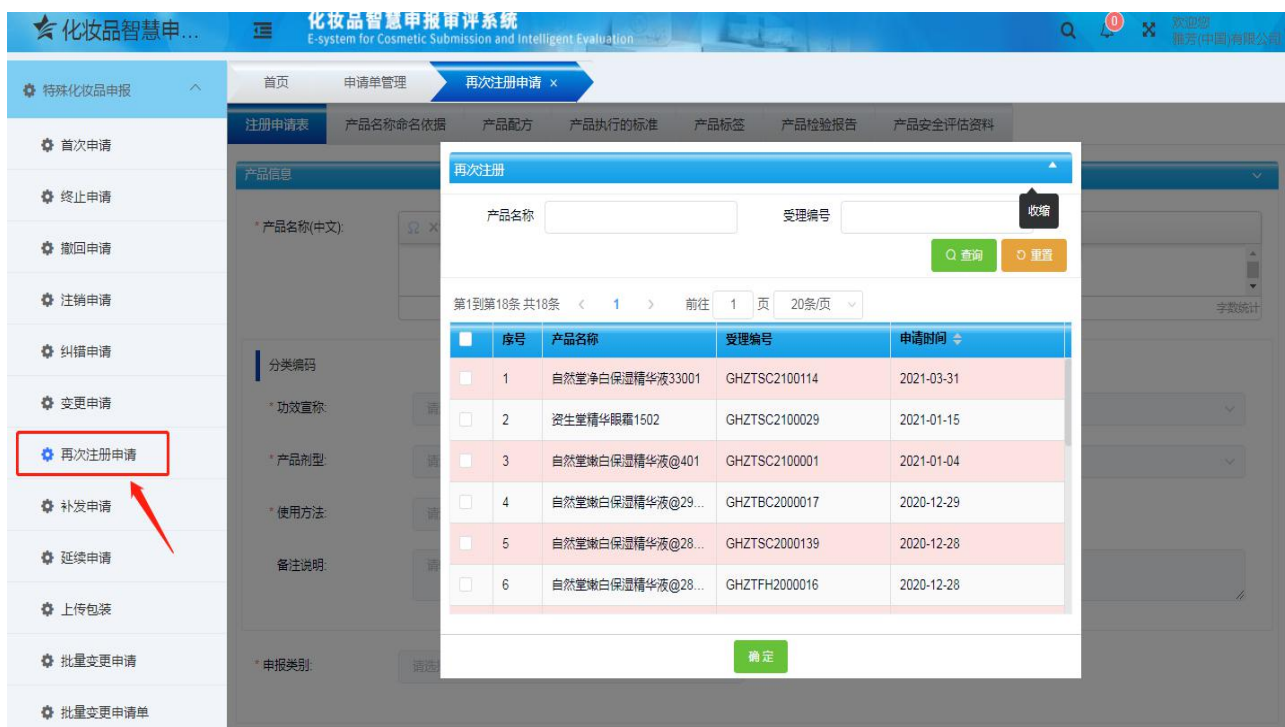 化妆品智慧申...
化妆品智慧申报审评系统
E-system for Cosmetic Submission and Intelligent Evaluation
0
欢迎您
雅芳(中国)有限公司
特殊化妆品申报
首次申请
终止申请
撤回申请
注销申请
纠错申请
变更申请
再次注册申请
补发申请
延续申请
上传包装
批量变更申请
批量变更申请单
首页 申请单管理 再次注册申请 ×
注册申请表 产品名称命名依据 产品配方 产品执行的标准 产品标签 产品检验报告 产品安全评估资料
产品信息
* 产品名称(中文):
Ω
字数统计
分类编码
* 功效宣称:
* 产品剂型:
* 使用方法:
备注说明:
* 申报类别: 请选
再次注册
收缩
产品名称 受理编号
查询 重置
第1到第18条 共18条 < 1 > 前往 1 页 20条/页
序号 产品名称 受理编号 申请时间
1 自然堂净白保湿精华液33001 GHZTSC2100114 2021-03-31
2 资生堂精华眼霜1502 GHZTSC2100029 2021-01-15
3 自然堂嫩白保湿精华液@401 GHZTSC2100001 2021-01-04
4 自然堂嫩白保湿精华液@29... GHZTBC2000017 2020-12-29
5 自然堂嫩白保湿精华液@28... GHZTSC2000139 2020-12-28
6 自然堂嫩白保湿精华液@28... GHZTFH2000016 2020-12-28
确定